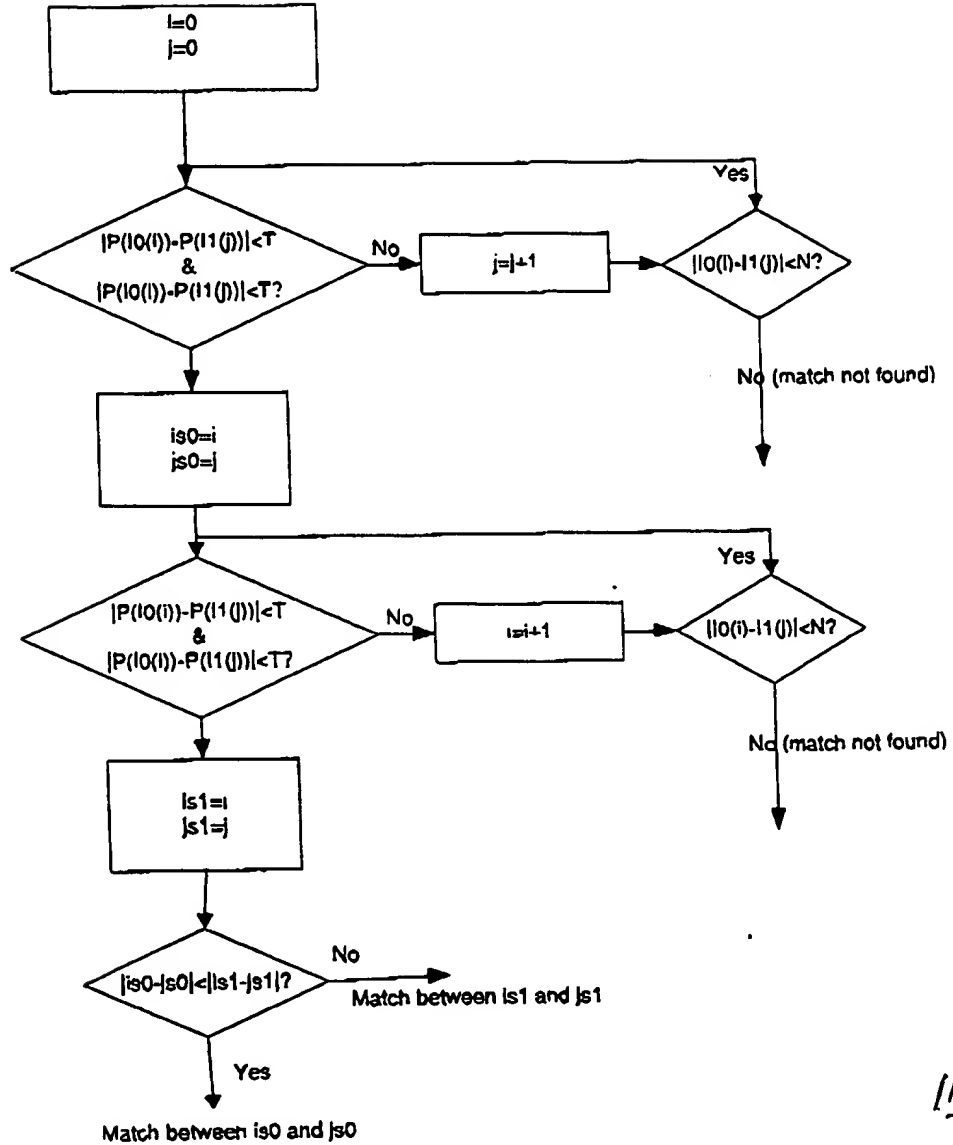 i=0
j=0
Yes
|P(I0(i))-P(I1(j))|<T
&
|P(I0(i))-P(I1(j))|<T?
No
j=j+1
|I0(i)-I1(j)|<N?
No (match not found)
is0=i
js0=j
Yes
|P(I0(i))-P(I1(j))|<T
&
|P(I0(i))-P(I1(j))|<T?
No
i=i+1
|I0(i)-I1(j)|<N?
No (match not found)
is1=i
js1=j
|is0-js0|<|is1-js1|?
No
Match between is1 and js1
Yes
Match between is0 and js0